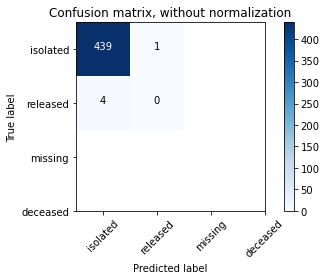 Confusion matrix, without normalization
isolated
released
missing
deceased
True label
439 1
4 0
isolated
released
missing
deceased
Predicted label
400
350
300
250
200
150
100
50
0